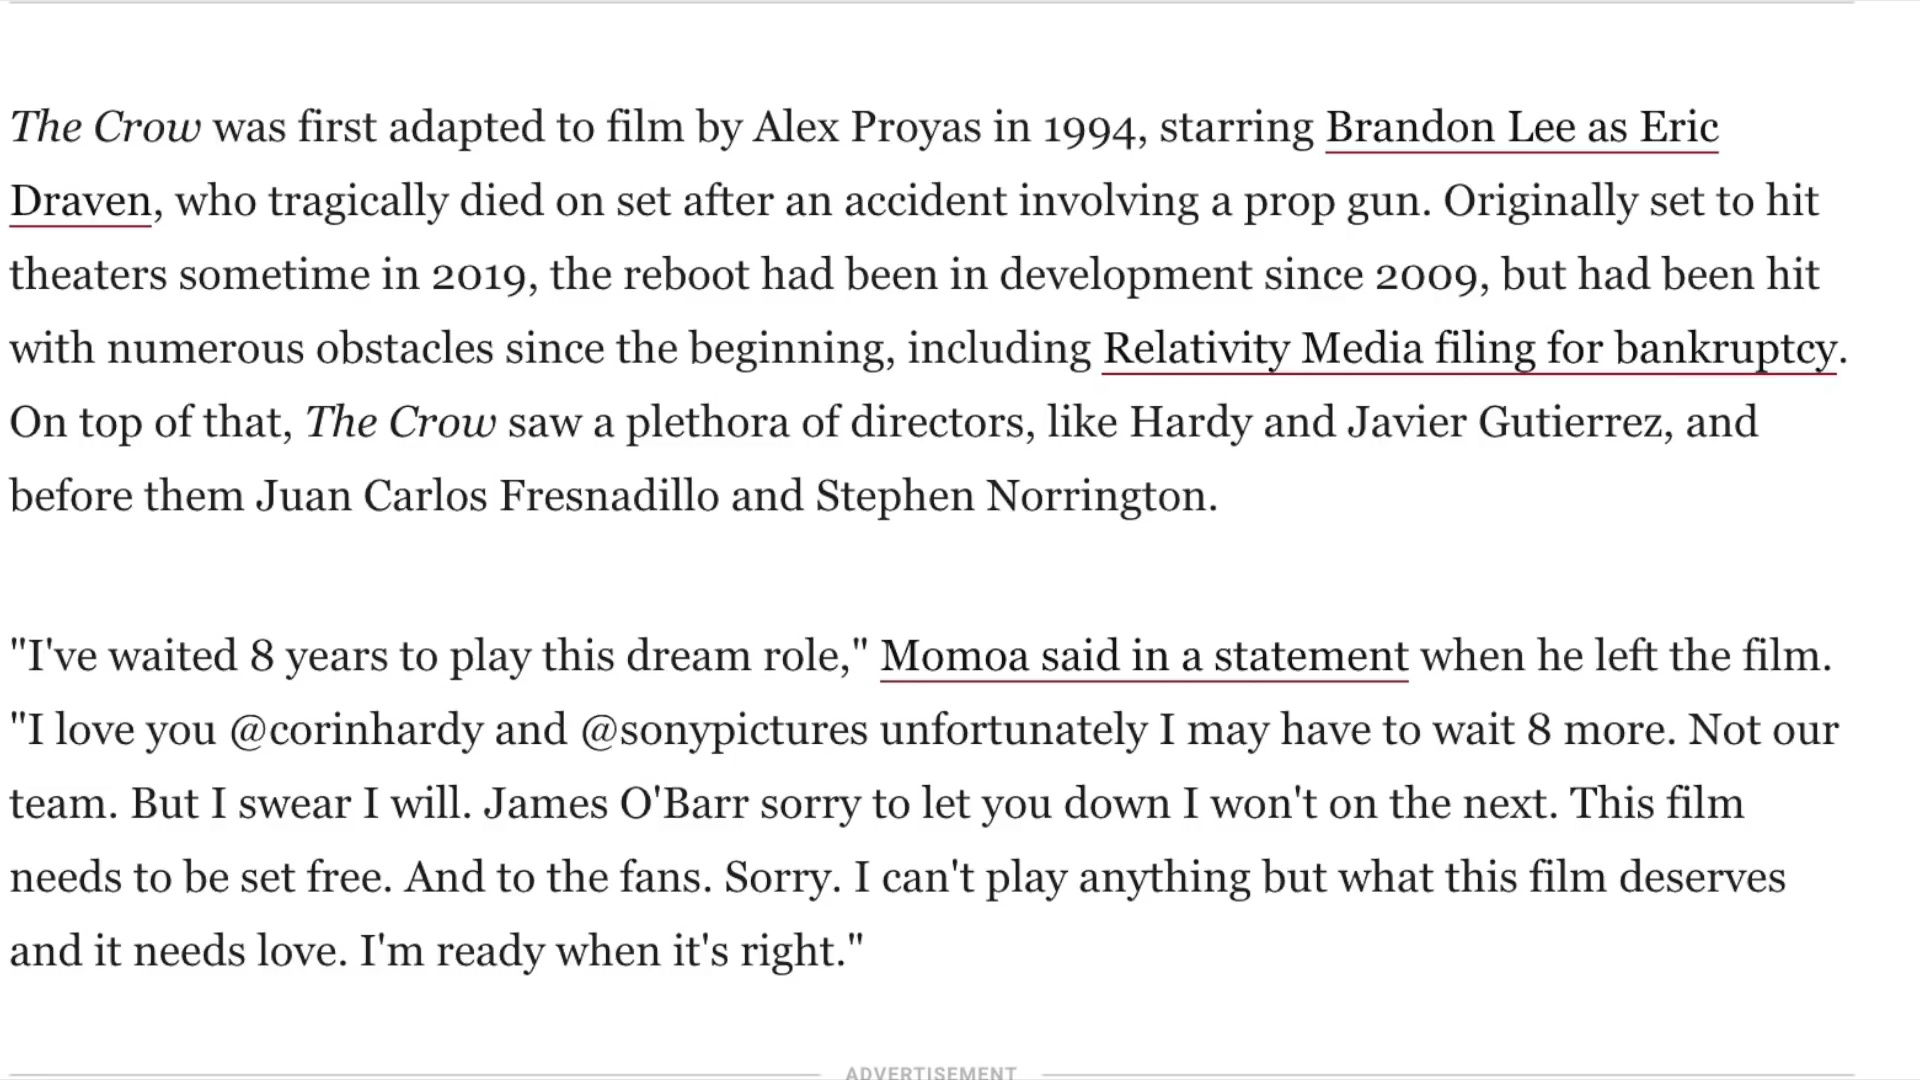 The Crow was first adapted to film by Alex Proyas in 1994, starring Brandon Lee as Eric
Draven, who tragically died on set after an accident involving a prop gun. Originally set to hit
theaters sometime in 2019, the reboot had been in development since 2009, but had been hit
with numerous obstacles since the beginning, including Relativity Media filing for bankruptcy.
On top of that, The Crow saw a plethora of directors, like Hardy and Javier Gutierrez, and
before them Juan Carlos Fresnadillo and Stephen Norrington.
"I've waited 8 years to play this dream role," Momoa said in a statement when he left the film.
"I love you @corinhardy and @sonypictures unfortunately I may have to wait 8 more. Not our
team. But I swear I will. James O'Barr sorry to let you down I won't on the next. This film
needs to be set free. And to the fans. Sorry. I can't play anything but what this film deserves
and it needs love. I'm ready when it's right."
ADVERTISEMENT